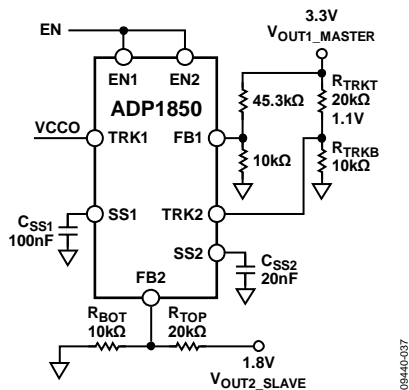 3.3V
VOUT1_MASTER
EN
EN1
EN2
ADP1850
45.3kΩ
RTRKT
20kΩ
1.1V
VCCO
TRK1
FB1
10kΩ
RTRKB
10kΩ
CSS1
100nF
SS1
TRK2
SS2
CSS2
20nF
FB2
RBOT
10kΩ
RTOP
20kΩ
1.8V
VOUT2_SLAVE
09440-037